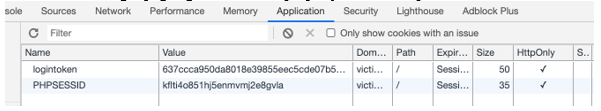 sole Sources Network Performance Memory Application Security Lighthouse Adblock Plus
Filter Only show cookies with an issue
Name Value Dom... Path Expir... Size HttpOnly S..
logintoken 637ccca950da8018e39855eec5cde07b5... victi... / Sessi... 50 ✓
PHPSESSID kflti4o851hj5enmvmj2e8gvla victi... / Sessi... 35 ✓